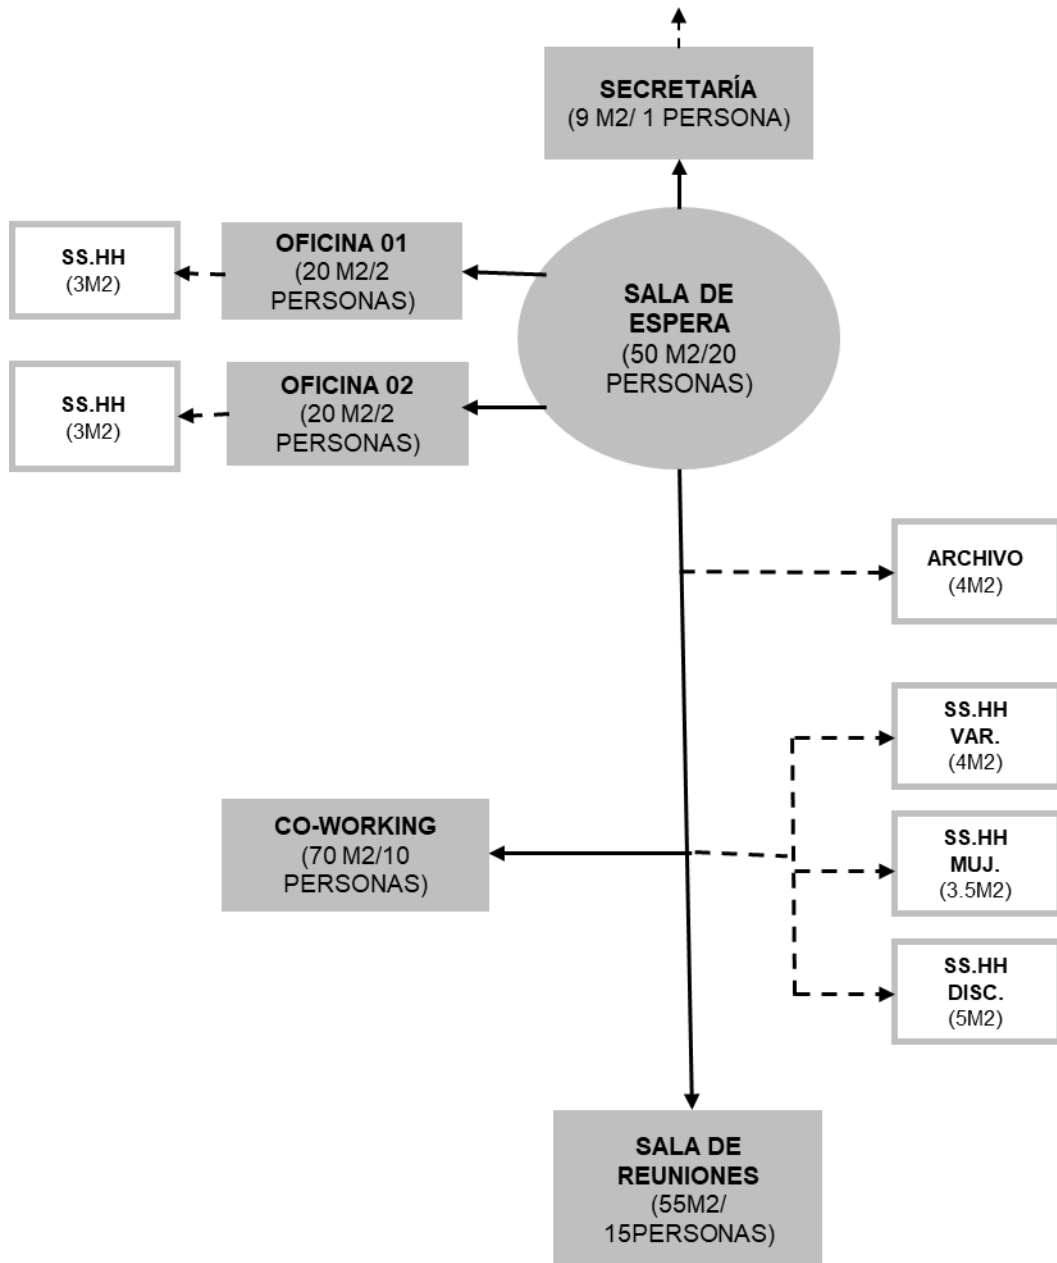 SECRETARÍA
(9 M2/ 1 PERSONA)
OFICINA 01
(20 M2/2
PERSONAS)
SS.HH
(3M2)
SALA DE
ESPERA
(50 M2/20
PERSONAS)
OFICINA 02
(20 M2/2
PERSONAS)
SS.HH
(3M2)
ARCHIVO
(4M2)
SS.HH
VAR.
(4M2)
CO-WORKING
(70 M2/10
PERSONAS)
SS.HH
MUJ.
(3.5M2)
SS.HH
DISC.
(5M2)
SALA DE
REUNIONES
(55M2/
15PERSONAS)